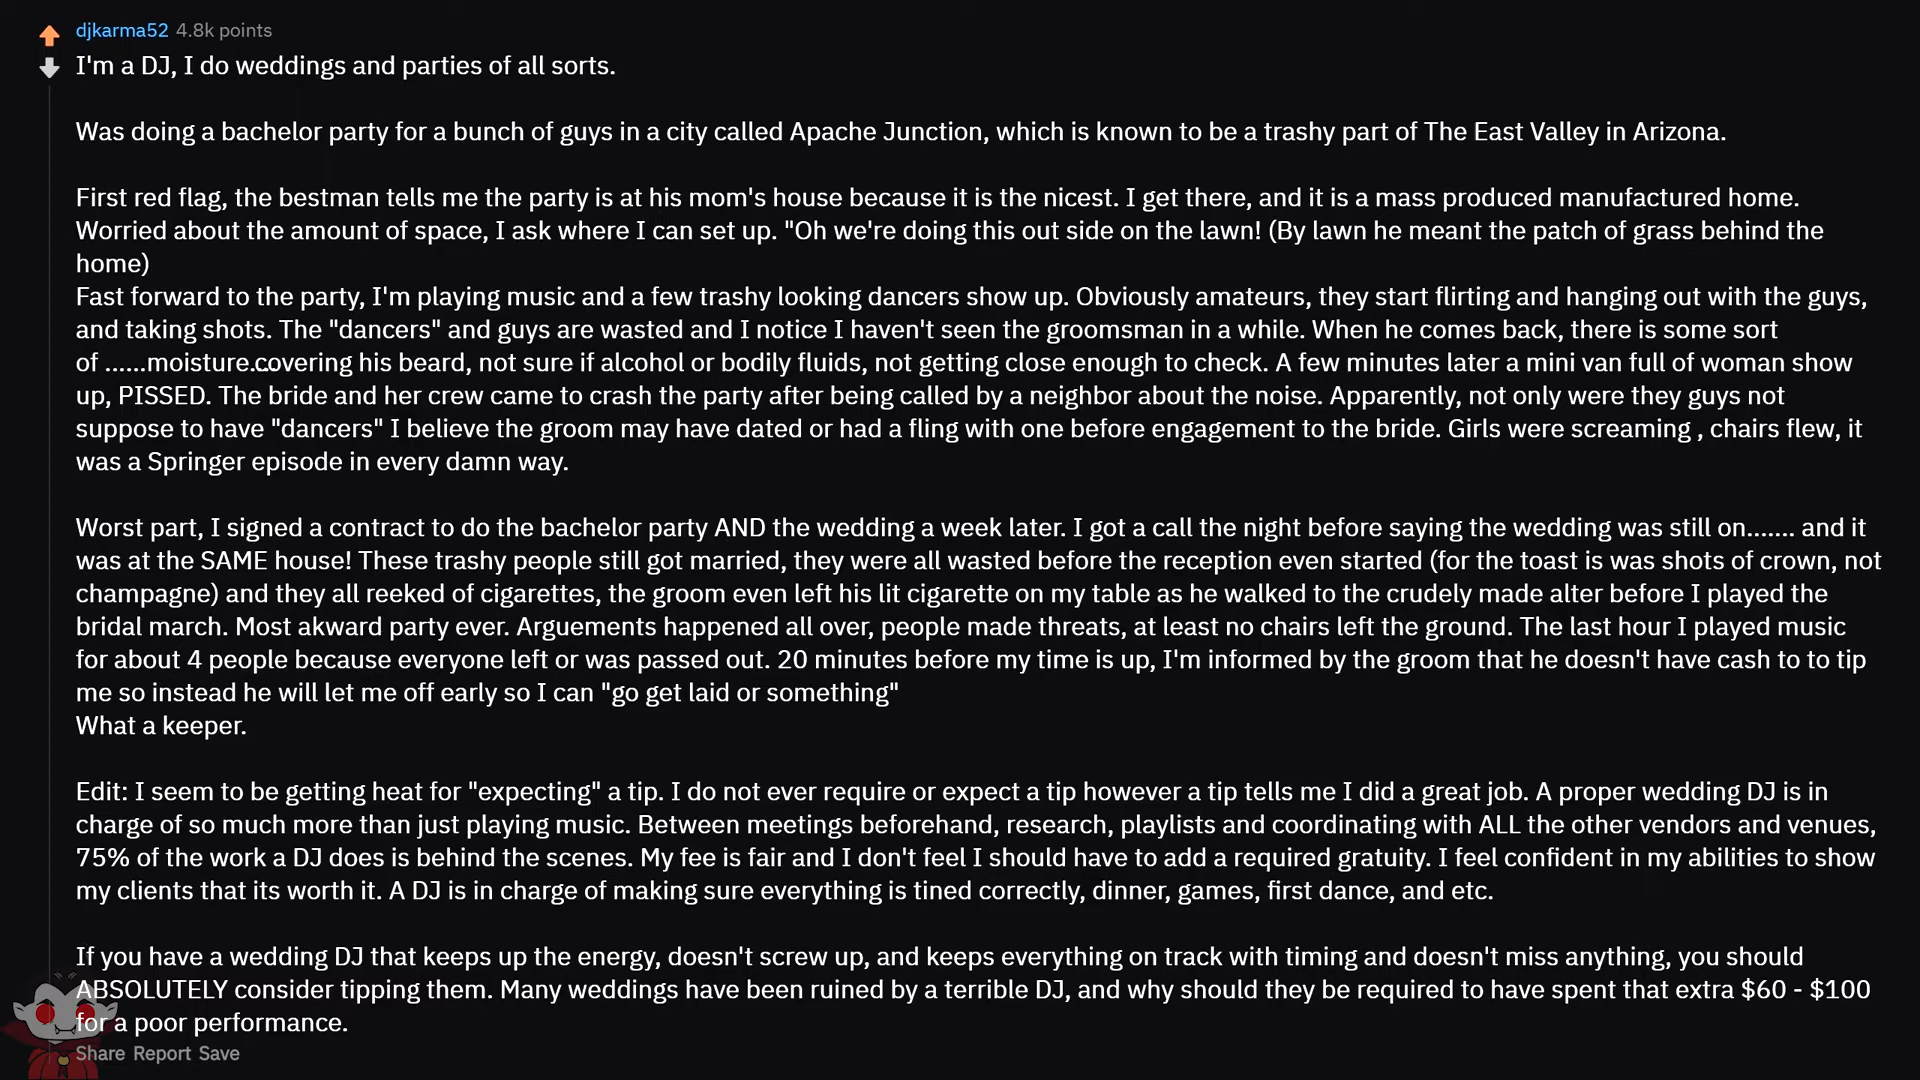 djkarma52 4.8k points
I'm a DJ, I do weddings and parties of all sorts.
Was doing a bachelor party for a bunch of guys in a city called Apache Junction, which is known to be a trashy part of The East Valley in Arizona.
First red flag, the bestman tells me the party is at his mom's house because it is the nicest. I get there, and it is a mass produced manufactured home.
Worried about the amount of space, I ask where I can set up. "Oh we're doing this out side on the lawn! (By lawn he meant the patch of grass behind the
home)
Fast forward to the party, I'm playing music and a few trashy looking dancers show up. Obviously amateurs, they start flirting and hanging out with the guys,
and taking shots. The "dancers" and guys are wasted and I notice I haven't seen the groomsman in a while. When he comes back, there is some sort
of ......moisture.covering his beard, not sure if alcohol or bodily fluids, not getting close enough to check. A few minutes later a mini van full of woman show
up, PISSED. The bride and her crew came to crash the party after being called by a neighbor about the noise. Apparently, not only were they guys not
suppose to have "dancers" I believe the groom may have dated or had a fling with one before engagement to the bride. Girls were screaming , chairs flew, it
was a Springer episode in every damn way.
Worst part, I signed a contract to do the bachelor party AND the wedding a week later. I got a call the night before saying the wedding was still on....... and it
was at the SAME house! These trashy people still got married, they were all wasted before the reception even started (for the toast is was shots of crown, not
champagne) and they all reeked of cigarettes, the groom even left his lit cigarette on my table as he walked to the crudely made alter before I played the
bridal march. Most akward party ever. Arguements happened all over, people made threats, at least no chairs left the ground. The last hour I played music
for about 4 people because everyone left or was passed out. 20 minutes before my time is up, I'm informed by the groom that he doesn't have cash to to tip
me so instead he will let me off early so I can "go get laid or something"
What a keeper.
Edit: I seem to be getting heat for "expecting" a tip. I do not ever require or expect a tip however a tip tells me I did a great job. A proper wedding DJ is in
charge of so much more than just playing music. Between meetings beforehand, research, playlists and coordinating with ALL the other vendors and venues,
75% of the work a DJ does is behind the scenes. My fee is fair and I don't feel I should have to add a required gratuity. I feel confident in my abilities to show
my clients that its worth it. A DJ is in charge of making sure everything is tined correctly, dinner, games, first dance, and etc.
If you have a wedding DJ that keeps up the energy, doesn't screw up, and keeps everything on track with timing and doesn't miss anything, you should
ABSOLUTELY consider tipping them. Many weddings have been ruined by a terrible DJ, and why should they be required to have spent that extra $60 - $100
for a poor performance.
Share Report Save